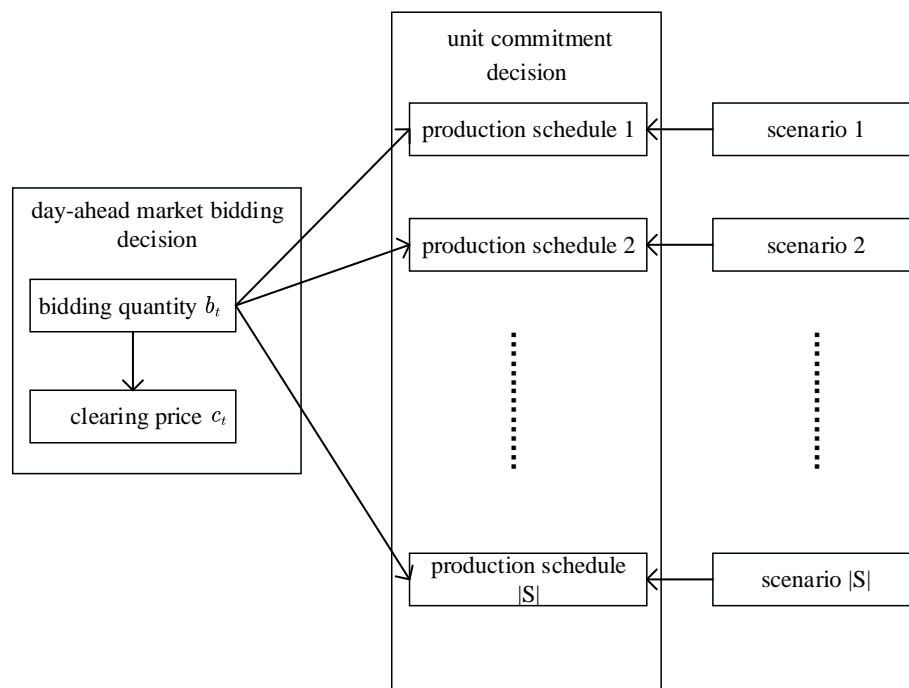 unit commitment
decision
production schedule 1
scenario 1
production schedule 2
scenario 2
day-ahead market bidding
decision
bidding quantity b_t
clearing price c_t
production schedule
|S|
scenario |S|